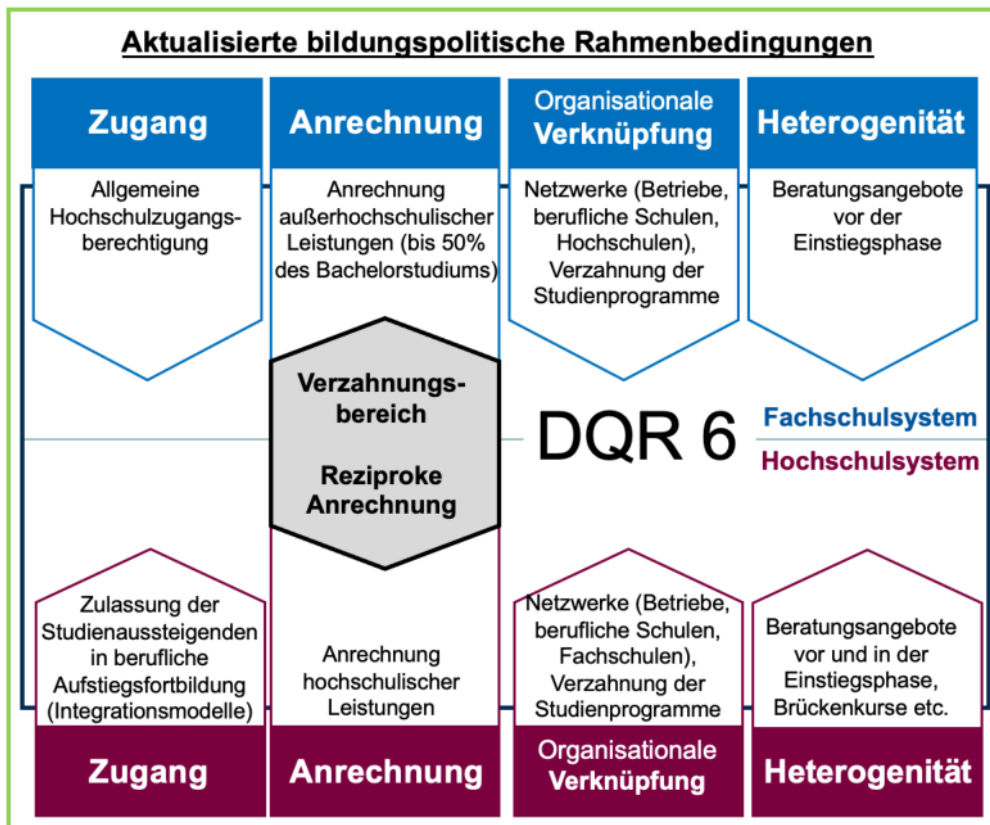 Aktualisierte bildungspolitische Rahmenbedingungen
Zugang
Allgemeine
Hochschulzugangs-
berechtigung
Anrechnung
Anrechnung
außerhochschulischer
Leistungen (bis 50%
des Bachelorstudiums)
Organisationale
Verknüpfung
Netzwerke (Betriebe,
berufliche Schulen,
Hochschulen),
Verzahnung der
Studienprogramme
Heterogenität
Beratungsangebote
vor der
Einstiegsphase
Verzahnungs-
bereich
Reziproke
Anrechnung
DQR 6
Fachschulsystem
Hochschulsystem
Zulassung der
Studienaussteigenden
in berufliche
Aufstiegsfortbildung
(Integrationsmodelle)
Zugang
Anrechnung
hochschulischer
Leistungen
Anrechnung
Netzwerke (Betriebe,
berufliche Schulen,
Fachschulen),
Verzahnung der
Studienprogramme
Organisationale
Verknüpfung
Beratungsangebote
vor und in der
Einstiegsphase,
Brückenkurse etc.
Heterogenität